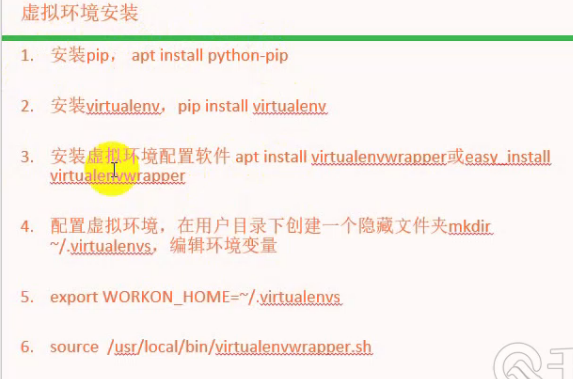 虚拟环境安装
1. 安装pip， apt install python-pip
2. 安装virtualenv，pip install virtualenv
3. 安装虚拟环境配置软件 apt install virtualenvwrapper或easy_install
virtualenvwrapper
4. 配置虚拟环境，在用户目录下创建一个隐藏文件夹mkdir
~/.virtualenvs，编辑环境变量
5. export WORKON_HOME=~/.virtualenvs
6. source /usr/local/bin/virtualenvwrapper.sh